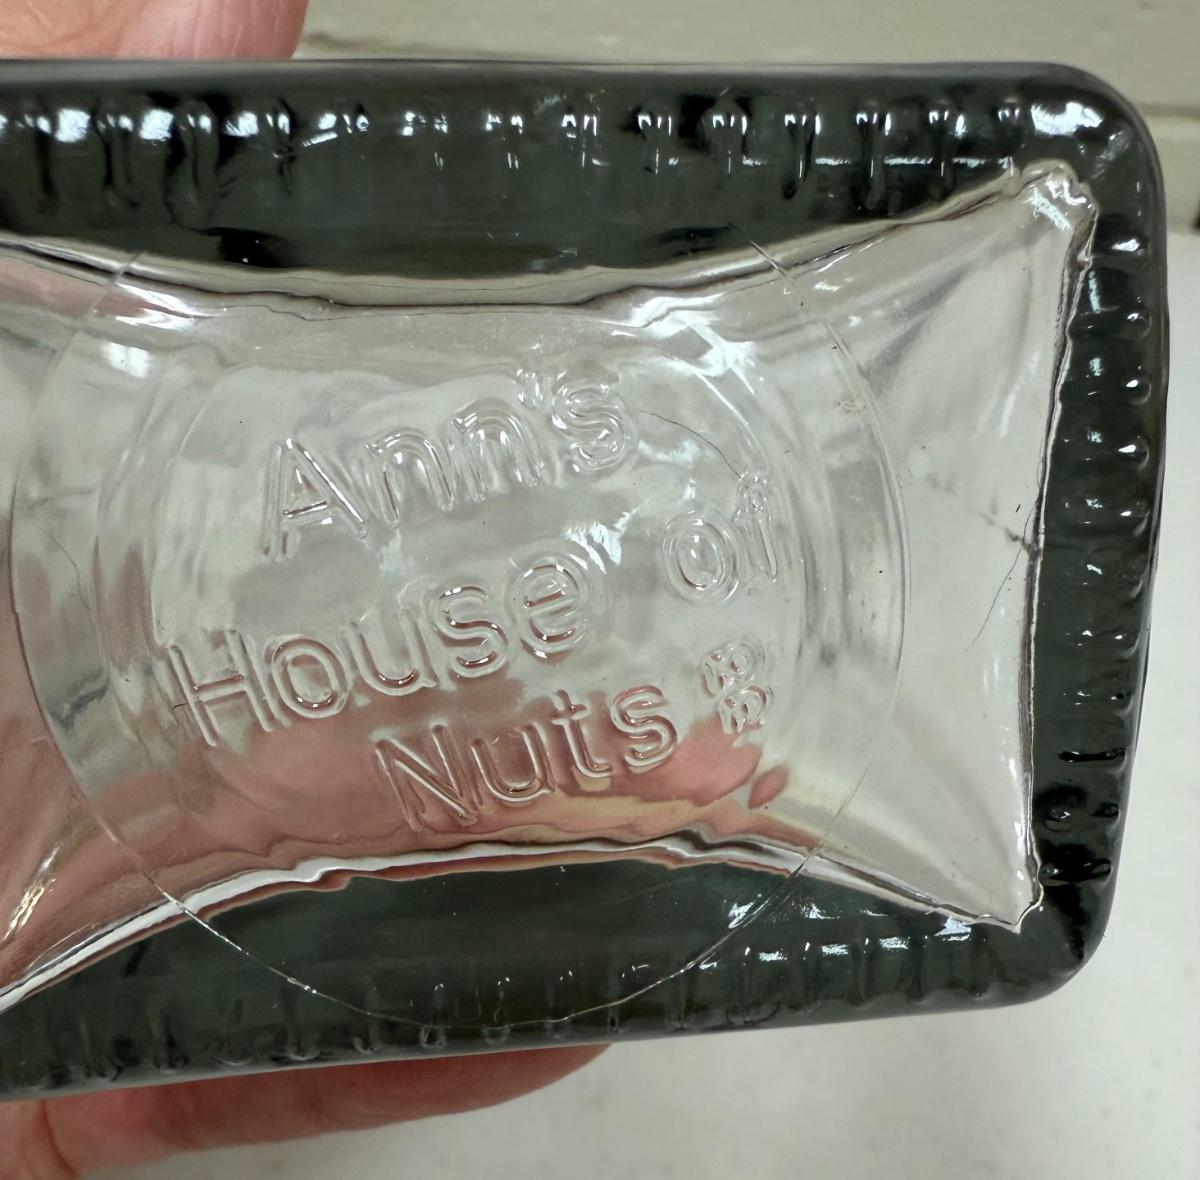 Ann's
House of
Nuts ®